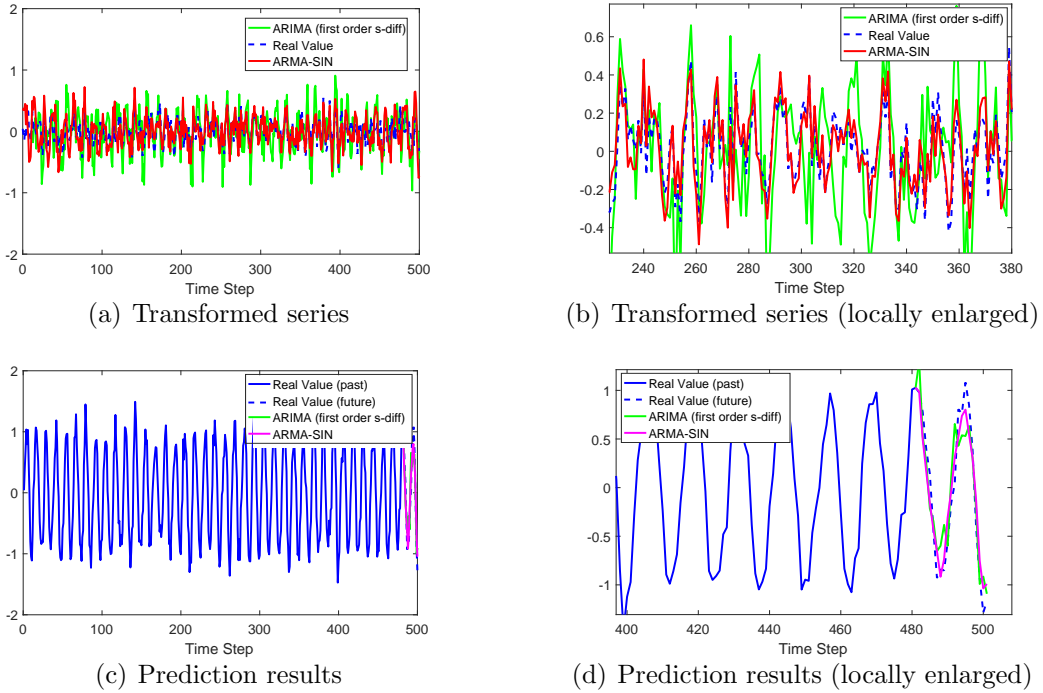 2
1
0
-1
-2
0 100 200 300 400 500
Time Step
ARIMA (first order s-diff)
Real Value
ARMA-SIN
(a) Transformed series
0.6
0.4
0.2
0
-0.2
-0.4
240 260 280 300 320 340 360 380
Time Step
ARIMA (first order s-diff)
Real Value
ARMA-SIN
(b) Transformed series (locally enlarged)
2
1
0
-1
-2
0 100 200 300 400 500
Time Step
Real Value (past)
Real Value (future)
ARIMA (first order s-diff)
ARMA-SIN
(c) Prediction results
1
0.5
0
-0.5
-1
400 420 440 460 480 500
Time Step
Real Value (past)
Real Value (future)
ARIMA (first order s-diff)
ARMA-SIN
(d) Prediction results (locally enlarged)